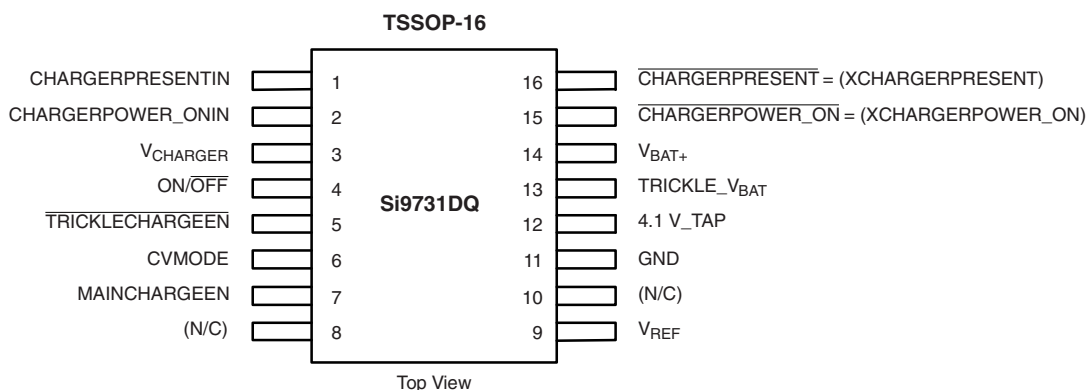 TSSOP-16
CHARGERPRESENTIN 1 16 CHARGERPRESENT = (XCHARGERPRESENT)
CHARGERPOWER_ONIN 2 15 CHARGERPOWER_ON = (XCHARGERPOWER_ON)
VCHARGER 3 14 VBAT+
ON/OFF 4 13 TRICKLE_VBAT
Si9731DQ
TRICKLECHARGEEN 5 12 4.1 V_TAP
CVMODE 6 11 GND
MAINCHARGEEN 7 10 (N/C)
(N/C) 8 9 VREF
Top View